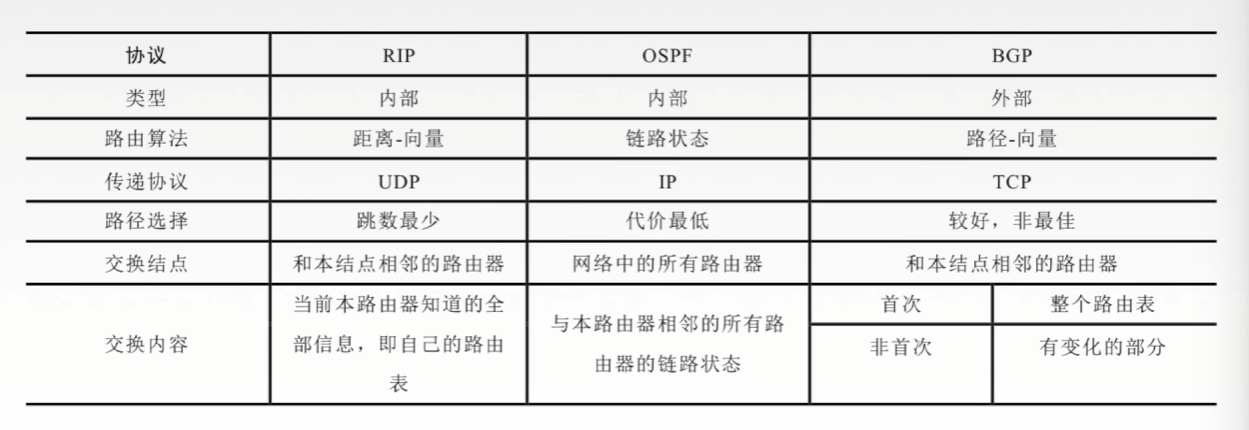 协议 RIP OSPF BGP
类型 内部 内部 外部
路由算法 距离-向量 链路状态 路径-向量
传递协议 UDP IP TCP
路径选择 跳数最少 代价最低 较好，非最佳
交换结点 和本结点相邻的路由器 网络中的所有路由器 和本结点相邻的路由器
交换内容
当前本路由器知道的全
部信息，即自己的路由
表
与本路由器相邻的所有路
由器的链路状态
首次 整个路由表
非首次 有变化的部分